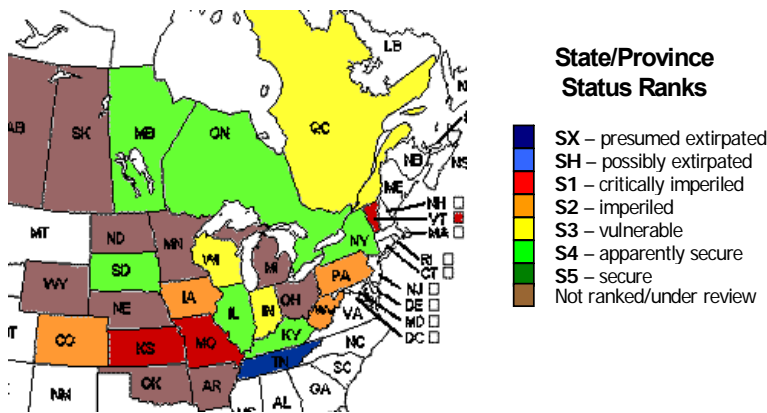 LB
AB
SK
MB
ON
QC
NB
NS
ME
NH
VT
MA
MT
ND
MN
NY
RI
CT
WI
MI
SD
PA
NJ
WY
IA
OH
DE
NE
IL
IN
WV
MD
VA
DC
CO
KS
MO
KY
NC
TN
OK
AR
SC
NM
AL
GA
State/Province
Status Ranks
SX – presumed extirpated
SH – possibly extirpated
S1 – critically imperiled
S2 – imperiled
S3 – vulnerable
S4 – apparently secure
S5 – secure
Not ranked/under review